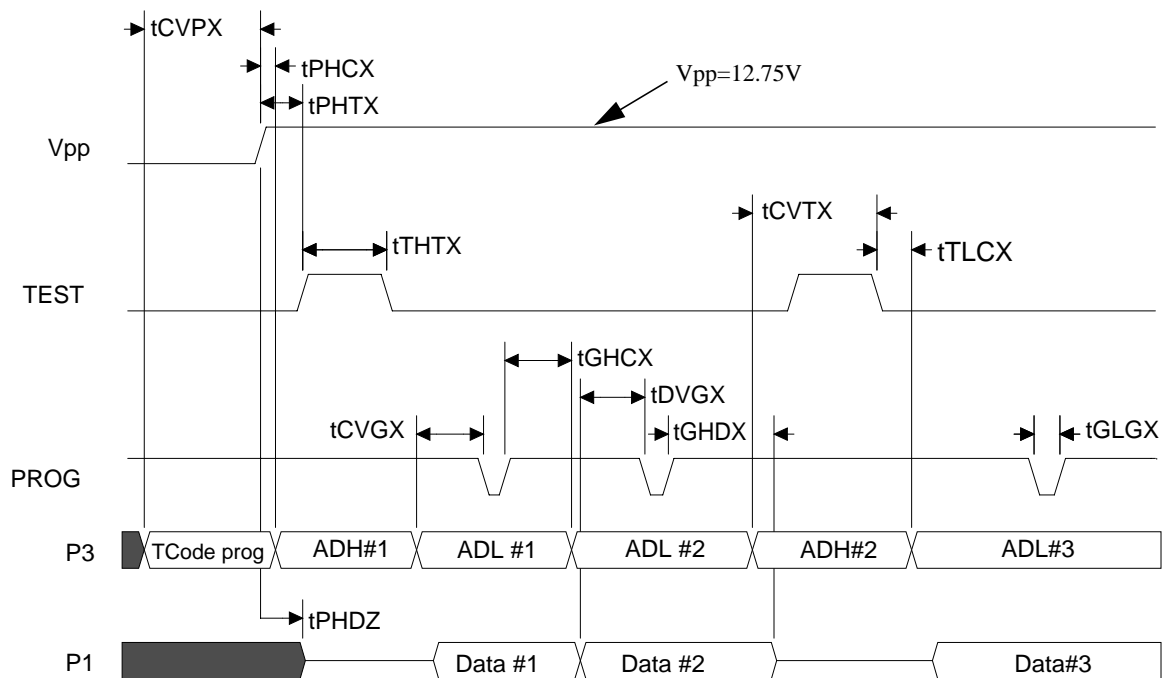 tCVPX
tPHCX
Vpp=12.75V
tPHTX
Vpp
tCVTX
tTHTX
tTLCX
TEST
tGHCX
tDVGX
tCVGX
tGHDX
tGLGX
PROG
P3
TCode prog
ADH#1
ADL #1
ADL #2
ADH#2
ADL#3
tPHDZ
P1
Data #1
Data #2
Data#3